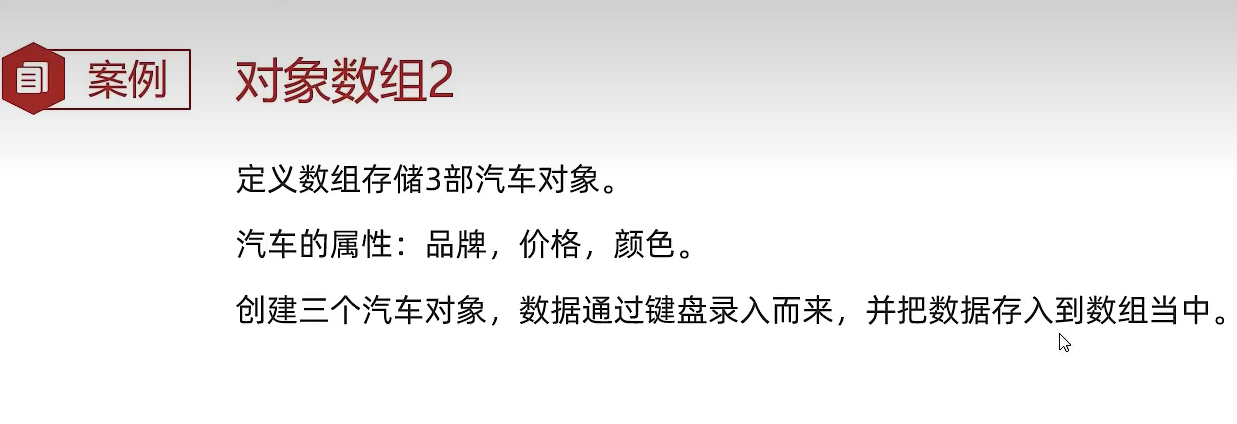 案例
对象数组2
定义数组存储3部汽车对象。
汽车的属性：品牌，价格，颜色。
创建三个汽车对象，数据通过键盘录入而来，并把数据存入到数组当中。